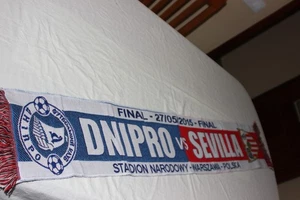 FINAL - 27/05/2015 - FINAL
DNIPRO VS SEVILLA
STADION NARODOWY - WARSZAWA - POLSKA